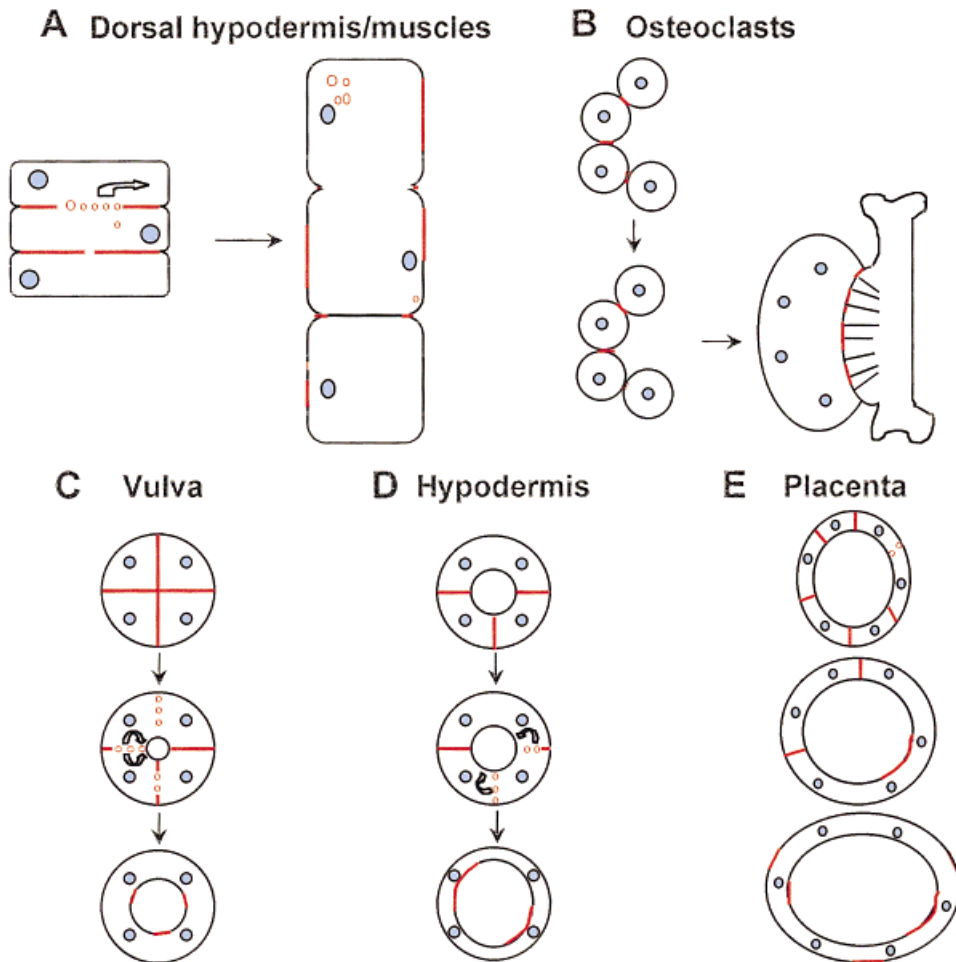 A Dorsal hypodermis/muscles
B Osteoclasts
C Vulva
D Hypodermis
E Placenta